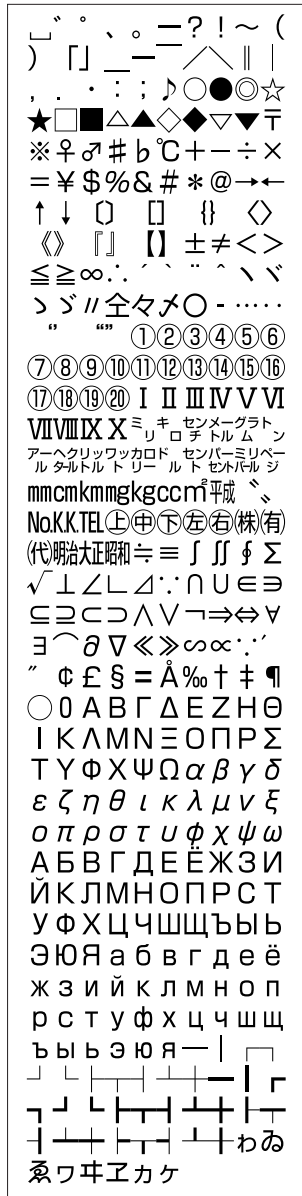 ␣゛゜、。―?!~(
)「」＿— ／＼‖｜
，．・：；♪○●◎☆
★□■△▲◇◆▽▼〒
※♀♂♯♭℃＋－÷×
＝￥＄％＆＃＊＠→←
↑↓〔〕［］｛｝〈〉
《》『』【】±≠＜＞
≦≧∞∴´｀¨＾ヽヾ
ゝゞ〃仝々〆〇‐…‥
‘’“”①②③④⑤⑥
⑦⑧⑨⑩⑪⑫⑬⑭⑮⑯
⑰⑱⑲⑳ⅠⅡⅢⅣⅤⅥ
ⅦⅧⅨⅩ㍉㌔㌢㍍㌘㌧
㌃㌶㍑㍗㌍㌦㌣㌫㍊㌻
㎜㎝㎞㎎㎏㏄㎡㍻〝〟
№㏍℡㊤㊥㊦㊧㊨㈱㈲
㈹㍾㍽㍼≒≡∫∬∮Σ
√⊥∠∟⊿∵∩∪∈∋
⊆⊇⊂⊃∧∨¬⇒⇔∀
∃⌒∂∇≪≫∽∝∵′
″￠￡§＝Å‰†‡¶
◯0ΑΒΓΔΕΖΗΘ
ΙΚΛΜΝΞΟΠΡΣ
ΤΥΦΧΨΩαβγδ
εζηθικλμνξ
οπρστυφχψω
АБВГДЕЁЖЗИ
ЙКЛМНОПРСТ
УФХЦЧШЩЪЫЬ
ЭЮЯабвгдеё
жзийклмноп
рстуфхцчшщ
ъыьэюя─│┌┐
┘└├┬┤┴┼━┃┏
┓┛┗┣┳┫┻╋┠┯
┨┷┿┝┰┥┸╂ゎゐ
ゑヮヰヱヵヶ